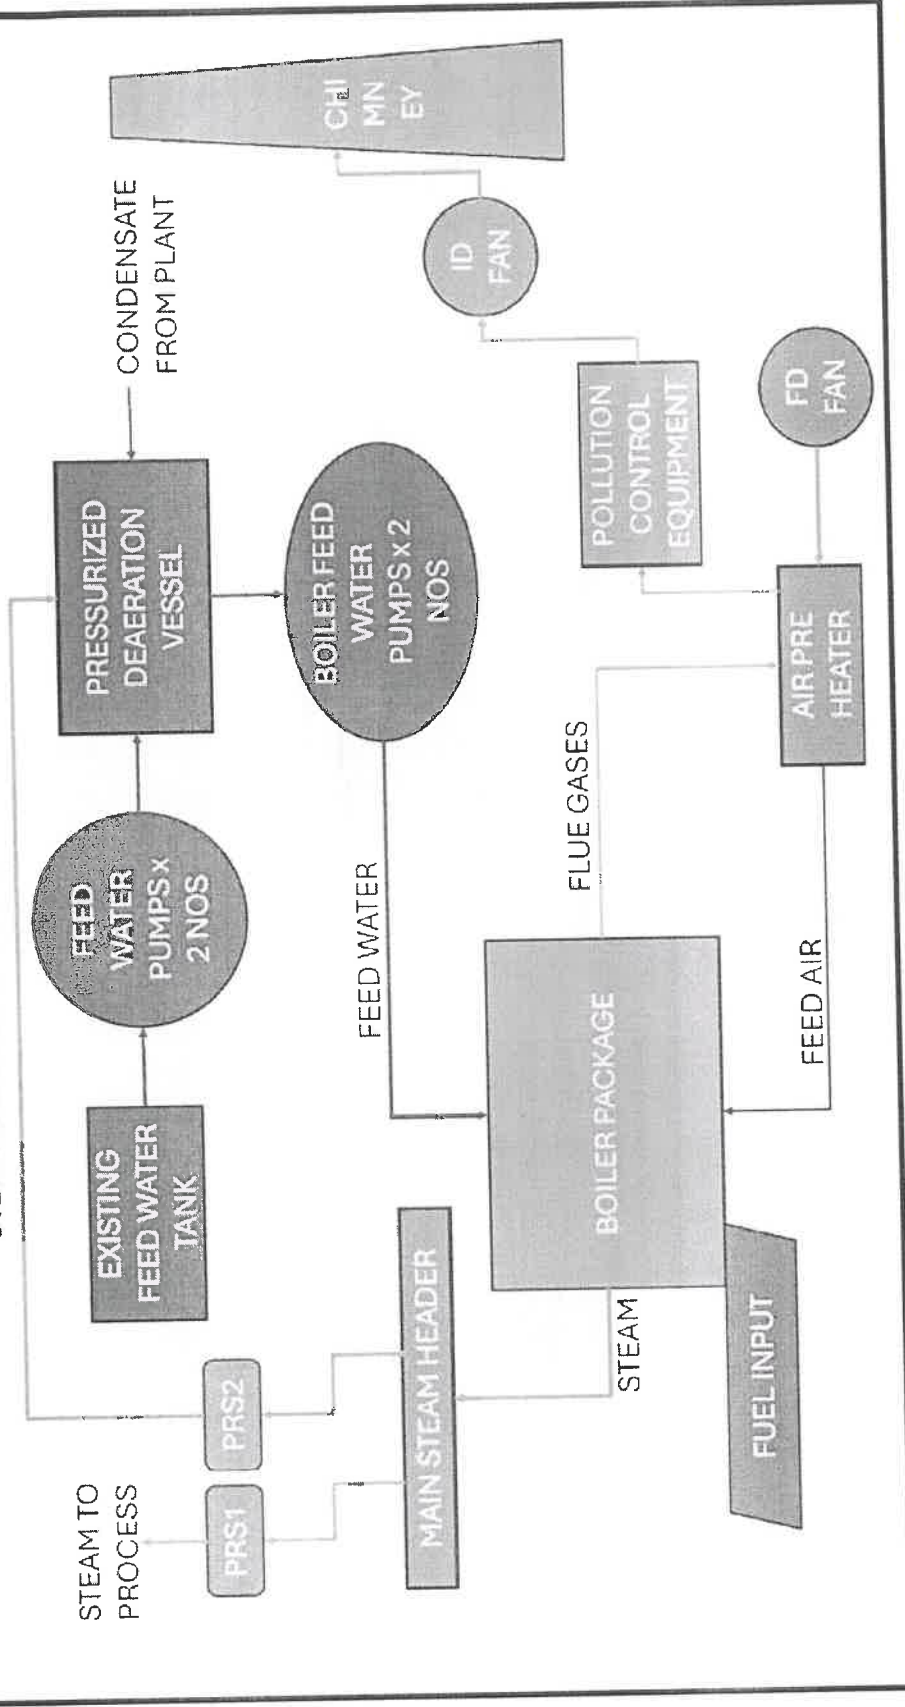 STEAM TO
PROCESS
PRS1
PRS2
EXISTING
FEED WATER
TANK
FEED
WATER
PUMPS X
2 NOS
PRESSURIZED
DEAERATION
VESSEL
CONDENSATE
FROM PLANT
MAIN STEAM HEADER
FEED WATER
BOILER FEED
WATER
PUMPS X 2
NOS
CHI
MN
EY
ID
FAN
STEAM
BOILER PACKAGE
FLUE GASES
POLLUTION
CONTROL
EQUIPMENT
FUEL INPUT
FEED AIR
AIR PRE
HEATER
FD
FAN